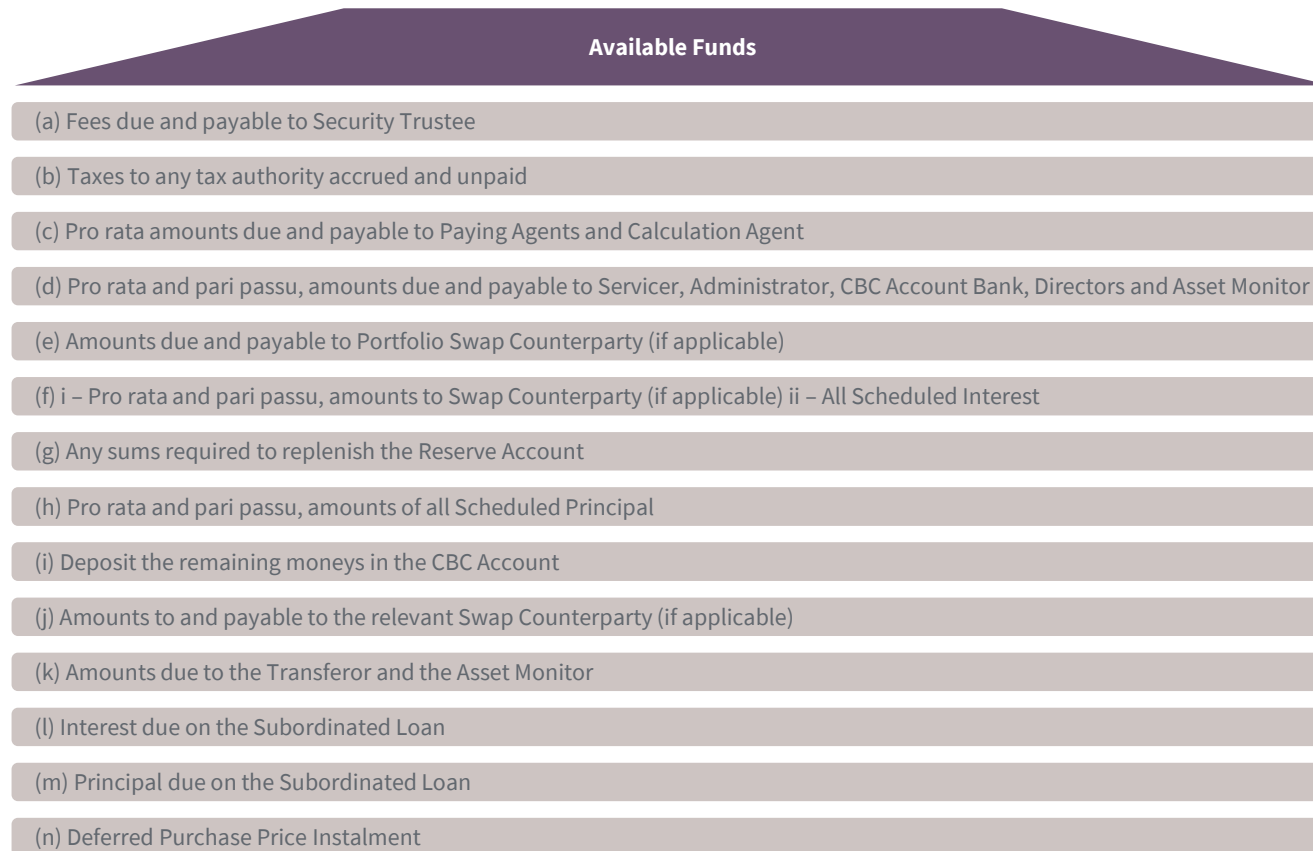 Available Funds
(a) Fees due and payable to Security Trustee
(b) Taxes to any tax authority accrued and unpaid
(c) Pro rata amounts due and payable to Paying Agents and Calculation Agent
(d) Pro rata and pari passu, amounts due and payable to Servicer, Administrator, CBC Account Bank, Directors and Asset Monitor
(e) Amounts due and payable to Portfolio Swap Counterparty (if applicable)
(f) i – Pro rata and pari passu, amounts to Swap Counterparty (if applicable) ii – All Scheduled Interest
(g) Any sums required to replenish the Reserve Account
(h) Pro rata and pari passu, amounts of all Scheduled Principal
(i) Deposit the remaining moneys in the CBC Account
(j) Amounts to and payable to the relevant Swap Counterparty (if applicable)
(k) Amounts due to the Transferor and the Asset Monitor
(l) Interest due on the Subordinated Loan
(m) Principal due on the Subordinated Loan
(n) Deferred Purchase Price Instalment